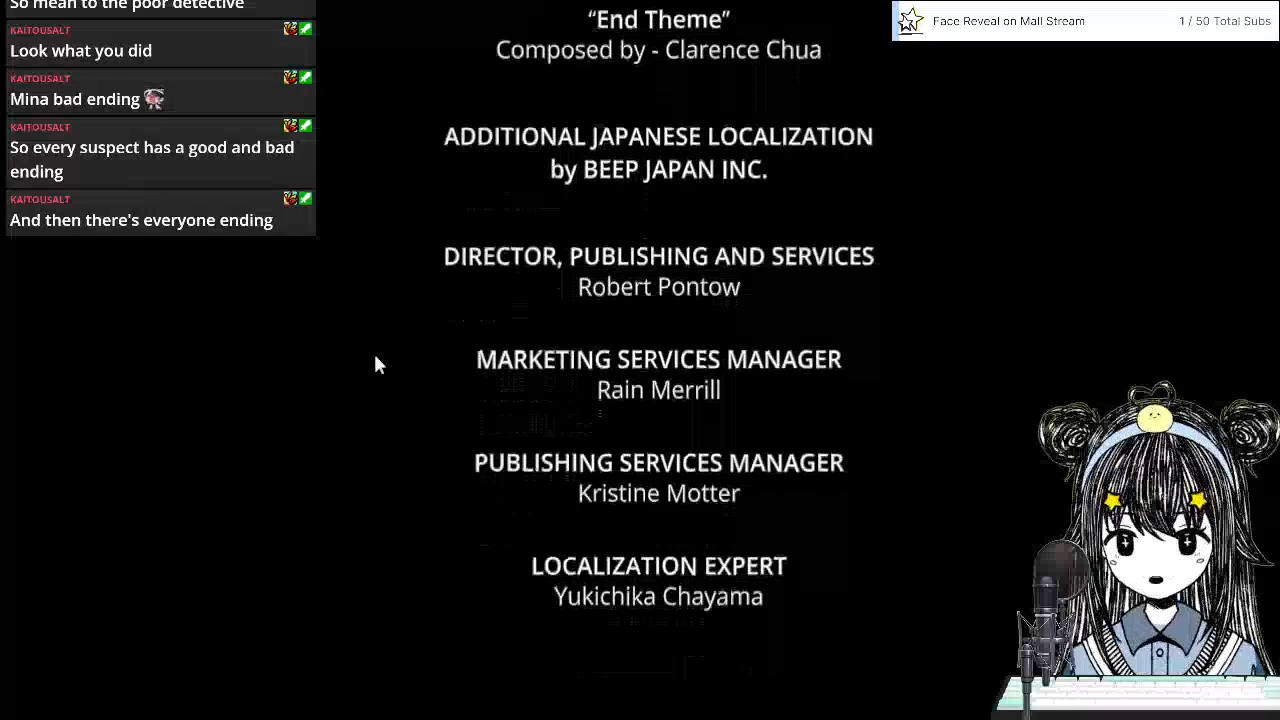 So mean to the poor detective
KAITOUSALT
Look what you did
KAITOUSALT
Mina bad ending
KAITOUSALT
So every suspect has a good and bad
ending
KAITOUSALT
And then there's everyone ending
“End Theme”
Composed by - Clarence Chua
ADDITIONAL JAPANESE LOCALIZATION
by BEEP JAPAN INC.
DIRECTOR, PUBLISHING AND SERVICES
Robert Pontow
MARKETING SERVICES MANAGER
Rain Merrill
PUBLISHING SERVICES MANAGER
Kristine Motter
LOCALIZATION EXPERT
Yukichika Chayama
Face Reveal on Mall Stream
1 / 50 Total Subs